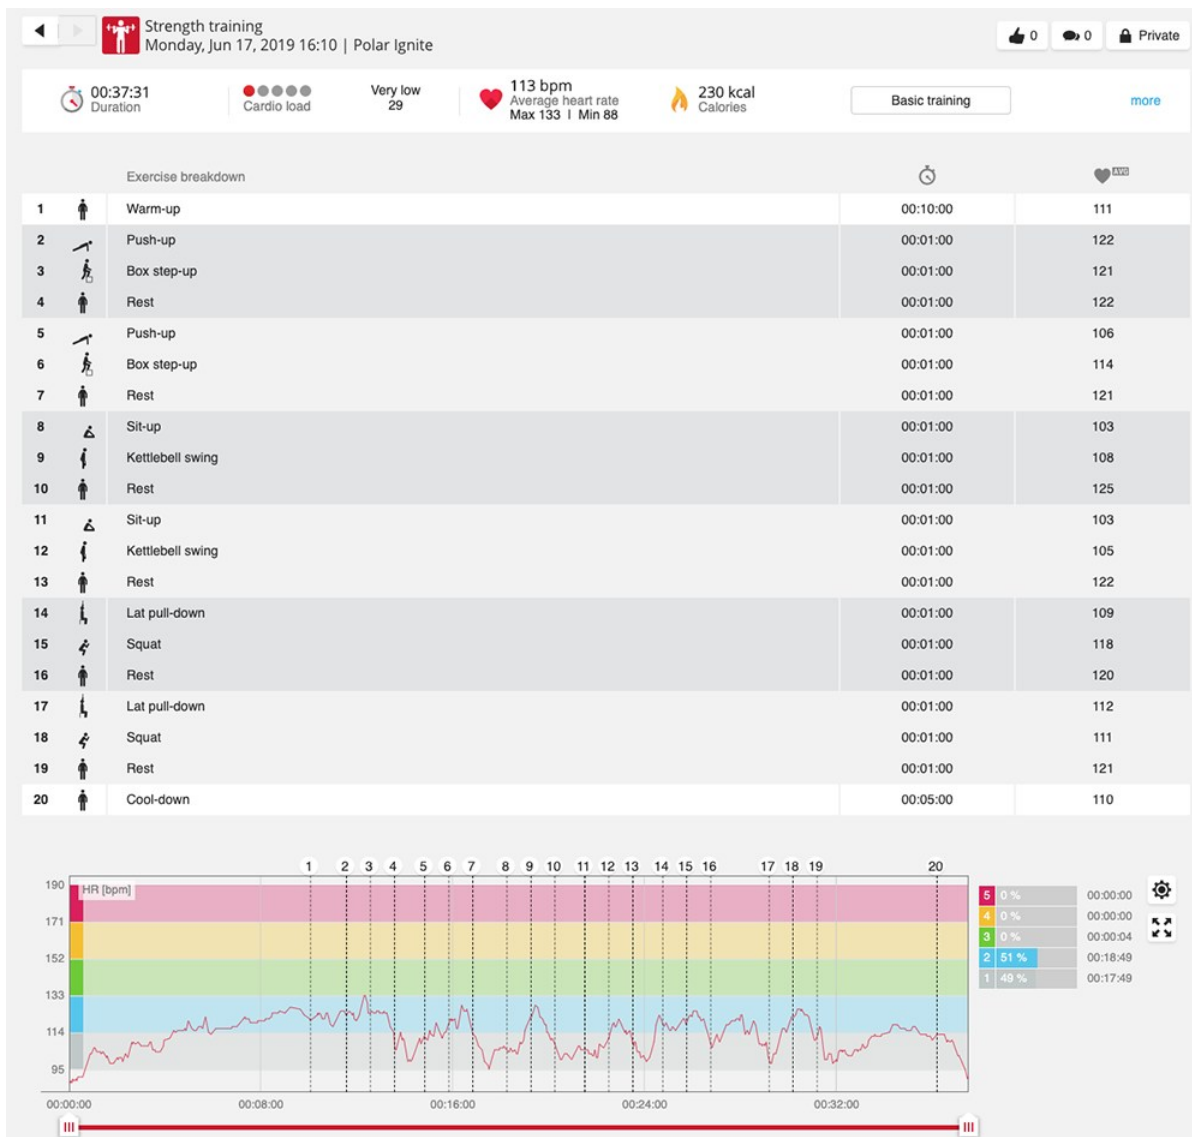 Strength training
Monday, Jun 17, 2019 16:10 | Polar Ignite
0
0
Private
00:37:31
Duration
Cardio load
Very low
29
113 bpm
Average heart rate
Max 133 | Min 88
230 kcal
Calories
Basic training
more
Exercise breakdown AVG
1 Warm-up 00:10:00 111
2 Push-up 00:01:00 122
3 Box step-up 00:01:00 121
4 Rest 00:01:00 122
5 Push-up 00:01:00 106
6 Box step-up 00:01:00 114
7 Rest 00:01:00 121
8 Sit-up 00:01:00 103
9 Kettlebell swing 00:01:00 108
10 Rest 00:01:00 125
11 Sit-up 00:01:00 103
12 Kettlebell swing 00:01:00 105
13 Rest 00:01:00 122
14 Lat pull-down 00:01:00 109
15 Squat 00:01:00 118
16 Rest 00:01:00 120
17 Lat pull-down 00:01:00 112
18 Squat 00:01:00 111
19 Rest 00:01:00 121
20 Cool-down 00:05:00 110
1 2 3 4 5 6 7 8 9 10 11 12 13 14 15 16 17 18 19 20
HR [bpm]
190
171
152
133
114
95
00:00:00 00:08:00 00:16:00 00:24:00 00:32:00
5 0 % 00:00:00
4 0 % 00:00:00
3 0 % 00:00:04
2 51 % 00:18:49
1 49 % 00:17:49